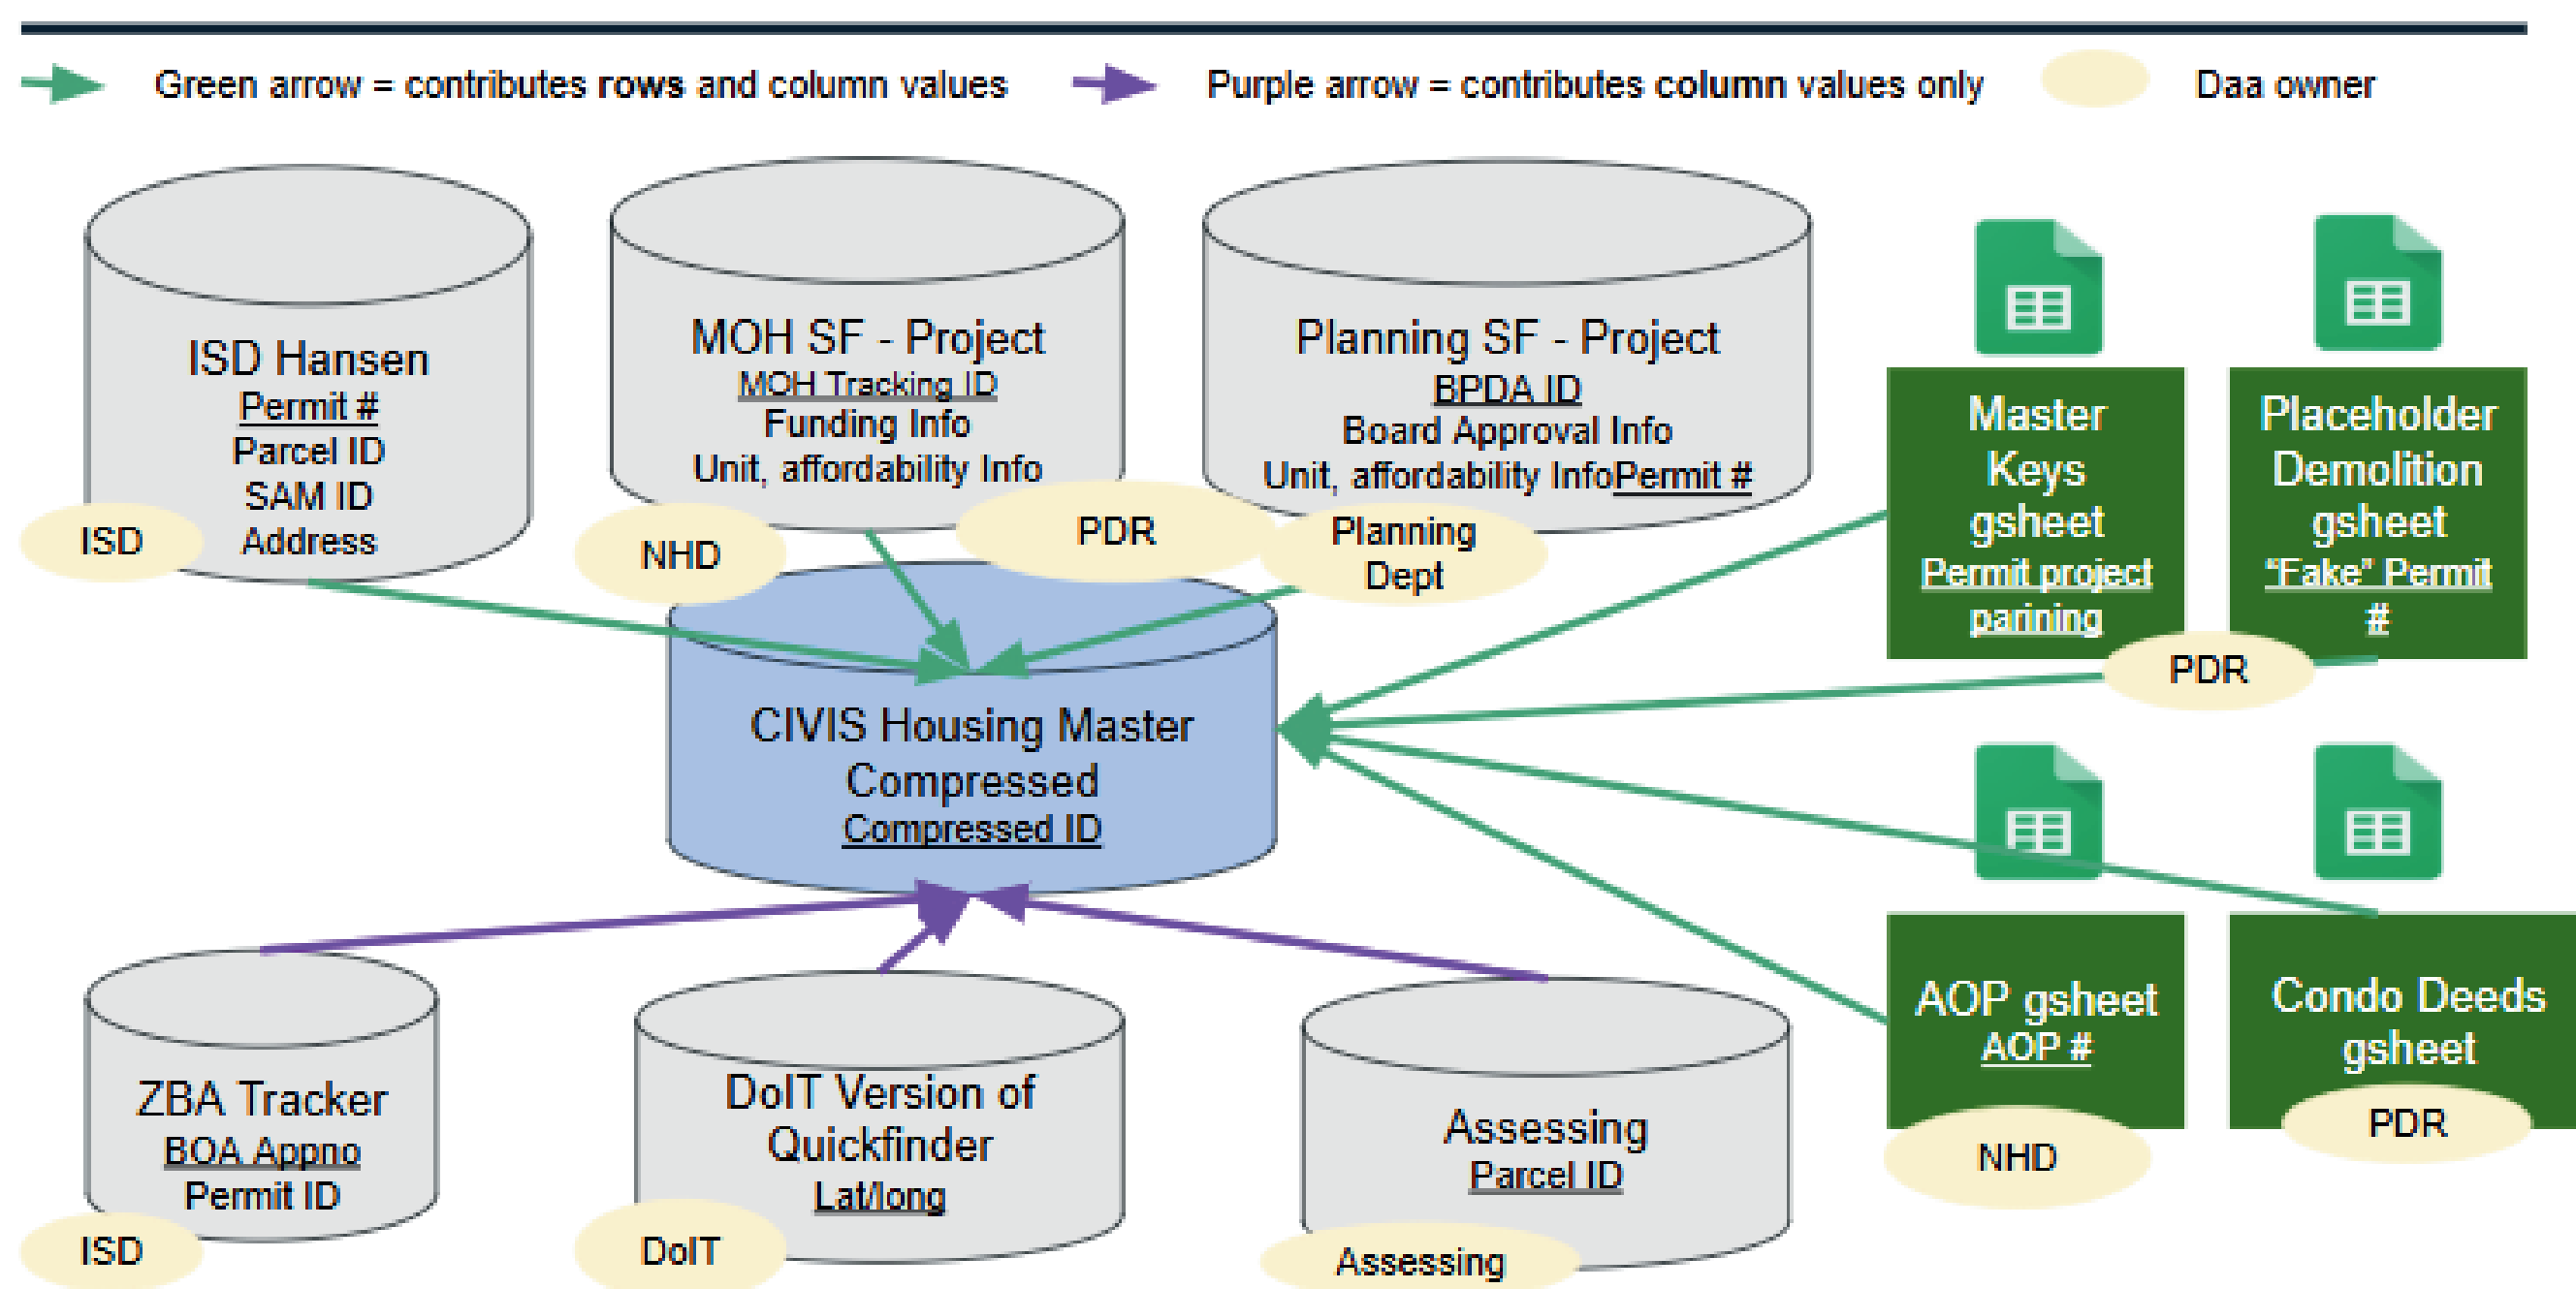 Green arrow = contributes rows and column values
Purple arrow = contributes column values only
Daa owner
ISD Hansen
Permit #
Parcel ID
SAM ID
Address
ISD
MOH SF - Project
MOH Tracking ID
Funding Info
Unit, affordability Info
NHD
PDR
Planning SF - Project
BPDA ID
Board Approval Info
Unit, affordability InfoPermit #
Planning
Dept
Master
Keys
gsheet
Permit project
parining
Placeholder
Demolition
gsheet
“Fake” Permit
#
PDR
CIVIS Housing Master
Compressed
Compressed ID
ZBA Tracker
BOA Appno
Permit ID
ISD
DoIT Version of
Quickfinder
Lat/long
DoIT
Assessing
Parcel ID
Assessing
AOP gsheet
AOP #
NHD
Condo Deeds
gsheet
PDR